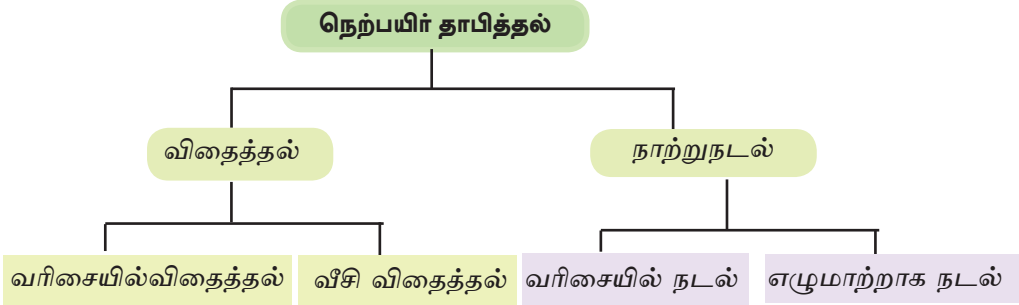 நெற்பயிர் தாபித்தல்
விதைத்தல்
நாற்றுநடல்
வரிசையில்விதைத்தல்
வீசி விதைத்தல்
வரிசையில் நடல்
எழுமாற்றாக நடல்